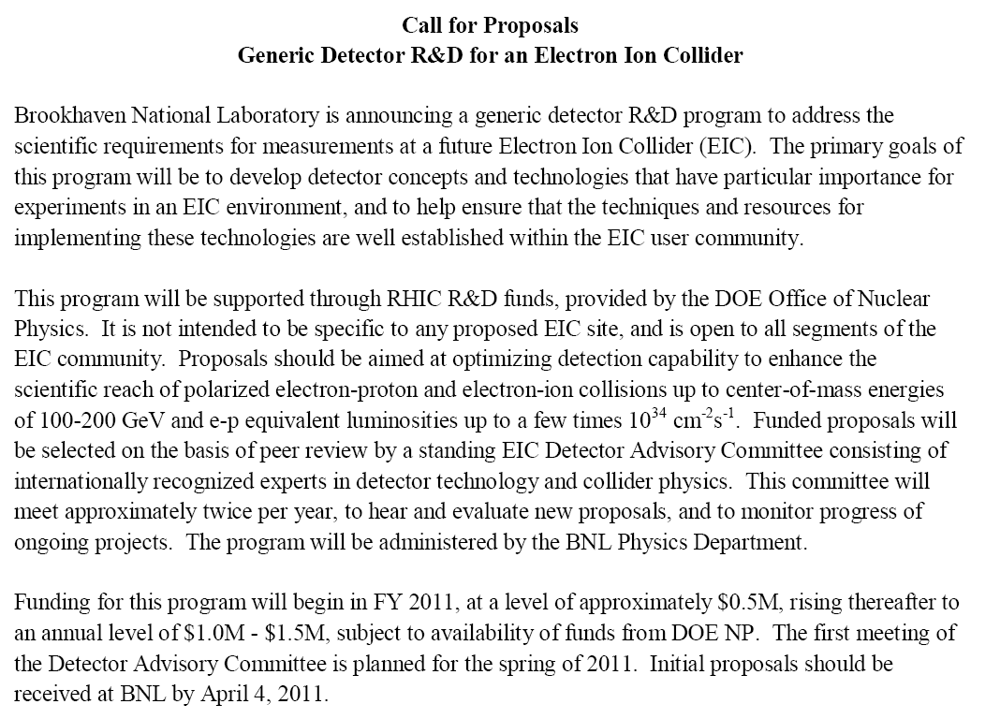 Call for Proposals
Generic Detector R&D for an Electron Ion Collider
Brookhaven National Laboratory is announcing a generic detector R&D program to address the
scientific requirements for measurements at a future Electron Ion Collider (EIC).  The primary goals of
this program will be to develop detector concepts and technologies that have particular importance for
experiments in an EIC environment, and to help ensure that the techniques and resources for
implementing these technologies are well established within the EIC user community.
This program will be supported through RHIC R&D funds, provided by the DOE Office of Nuclear
Physics.  It is not intended to be specific to any proposed EIC site, and is open to all segments of the
EIC community.  Proposals should be aimed at optimizing detection capability to enhance the
scientific reach of polarized electron-proton and electron-ion collisions up to center-of-mass energies
of 100-200 GeV and e-p equivalent luminosities up to a few times 10³⁴ cm⁻²s⁻¹.  Funded proposals will
be selected on the basis of peer review by a standing EIC Detector Advisory Committee consisting of
internationally recognized experts in detector technology and collider physics.  This committee will
meet approximately twice per year, to hear and evaluate new proposals, and to monitor progress of
ongoing projects.  The program will be administered by the BNL Physics Department.
Funding for this program will begin in FY 2011, at a level of approximately $0.5M, rising thereafter to
an annual level of $1.0M - $1.5M, subject to availability of funds from DOE NP.  The first meeting of
the Detector Advisory Committee is planned for the spring of 2011.  Initial proposals should be
received at BNL by April 4, 2011.